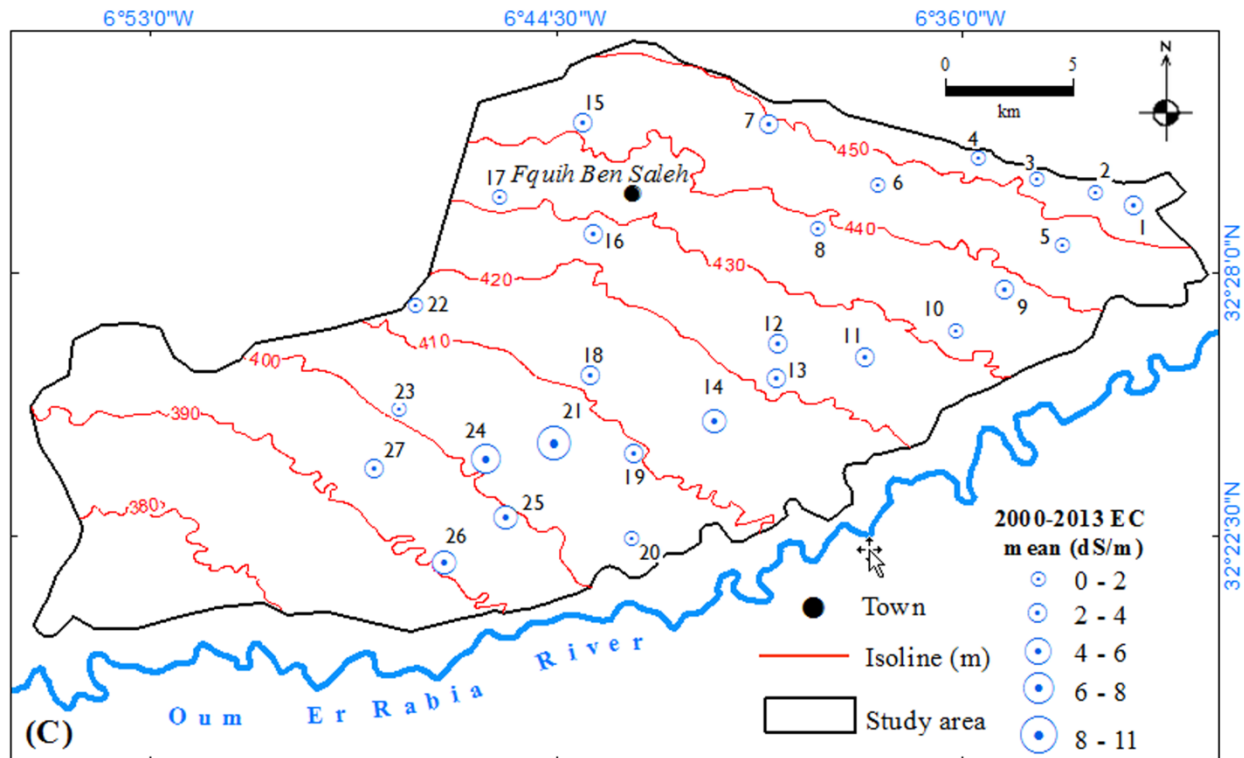 6°53'0"W
6°44'30"W
6°36'0"W
N
0
5
km
15
7
450
4
3
2
1
Fquih Ben Saleh
17
6
16
8
440
5
430
9
420
22
10
12
11
410
13
18
400
14
23
21
390
24
19
27
25
380
26
20
32°28'0"N
32°22'30"N
2000-2013 EC
mean (dS/m)
0 - 2
2 - 4
4 - 6
6 - 8
8 - 11
Town
Isoline (m)
Study area
Oum Er Rabia River
(C)